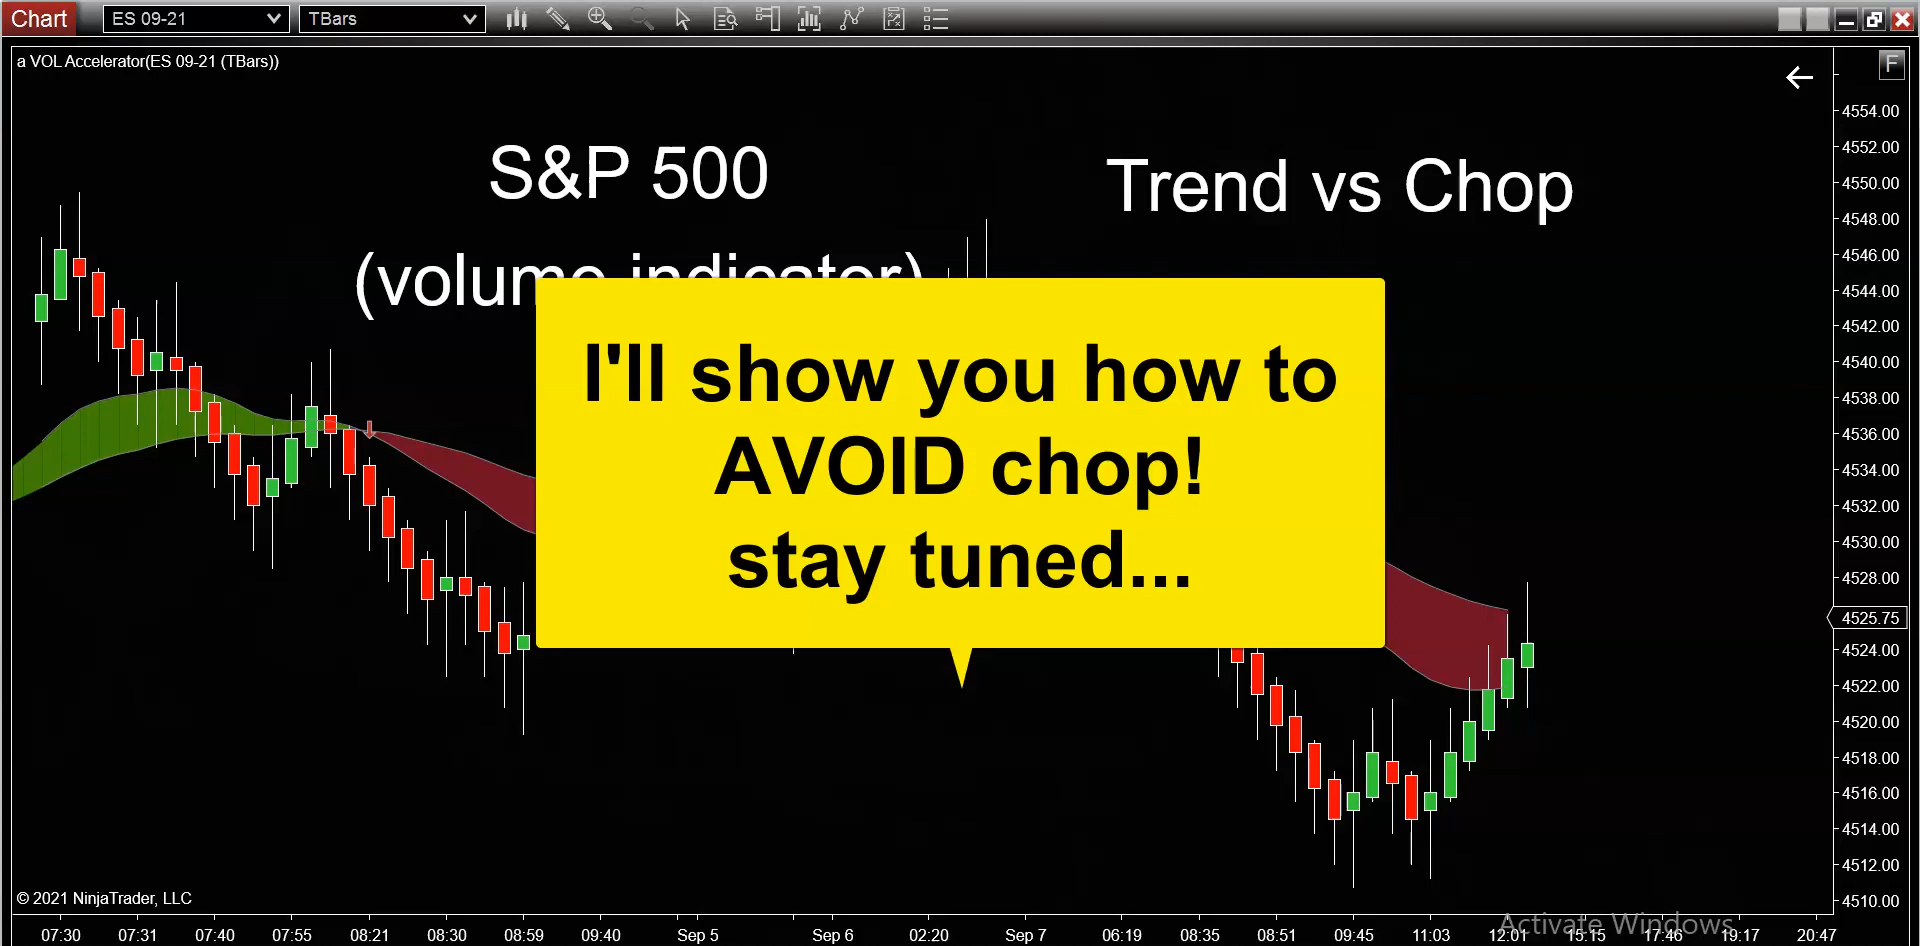 Chart
ES 09-21
TBars
a VOL Accelerator(ES 09-21 (TBars))
F
S&P 500
Trend vs Chop
(volume indicator)
I'll show you how to
AVOID chop!
stay tuned...
4554.00
4552.00
4550.00
4548.00
4546.00
4544.00
4542.00
4540.00
4538.00
4536.00
4534.00
4532.00
4530.00
4528.00
4525.75
4524.00
4522.00
4520.00
4518.00
4516.00
4514.00
4512.00
4510.00
© 2021 NinjaTrader, LLC
Activate Windows
07:30 07:31 07:40 07:55 08:21 08:30 08:59 09:40 Sep 5 Sep 6 02:20 Sep 7 06:19 08:35 08:51 09:45 11:03 12:01 15:15 17:46 19:17 20:47